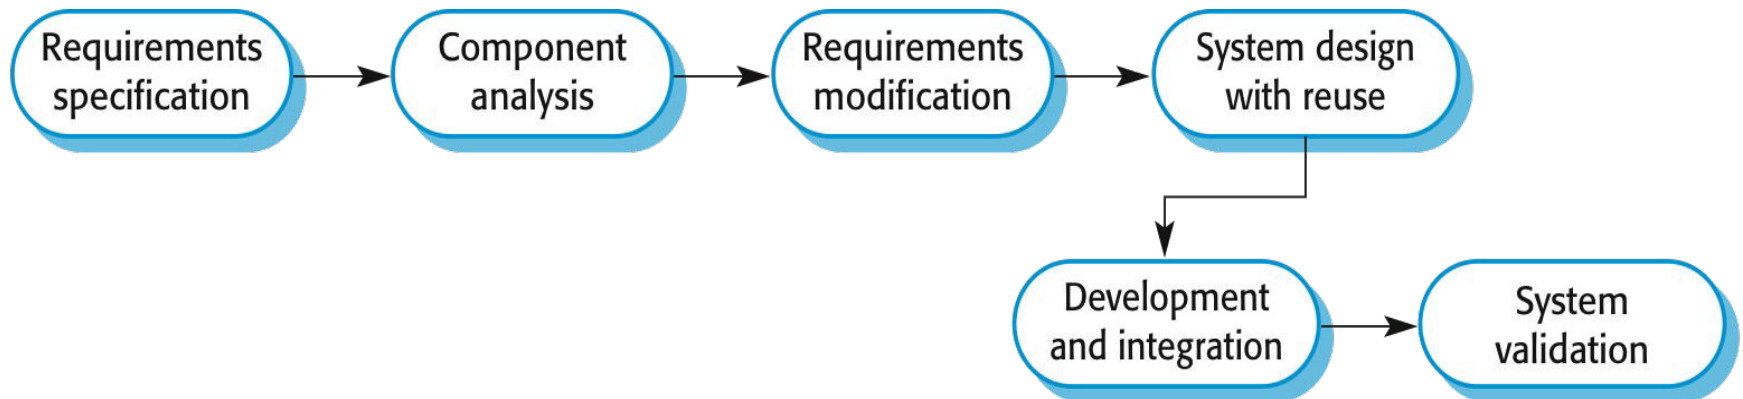 Requirements
specification
Component
analysis
Requirements
modification
System design
with reuse
Development
and integration
System
validation